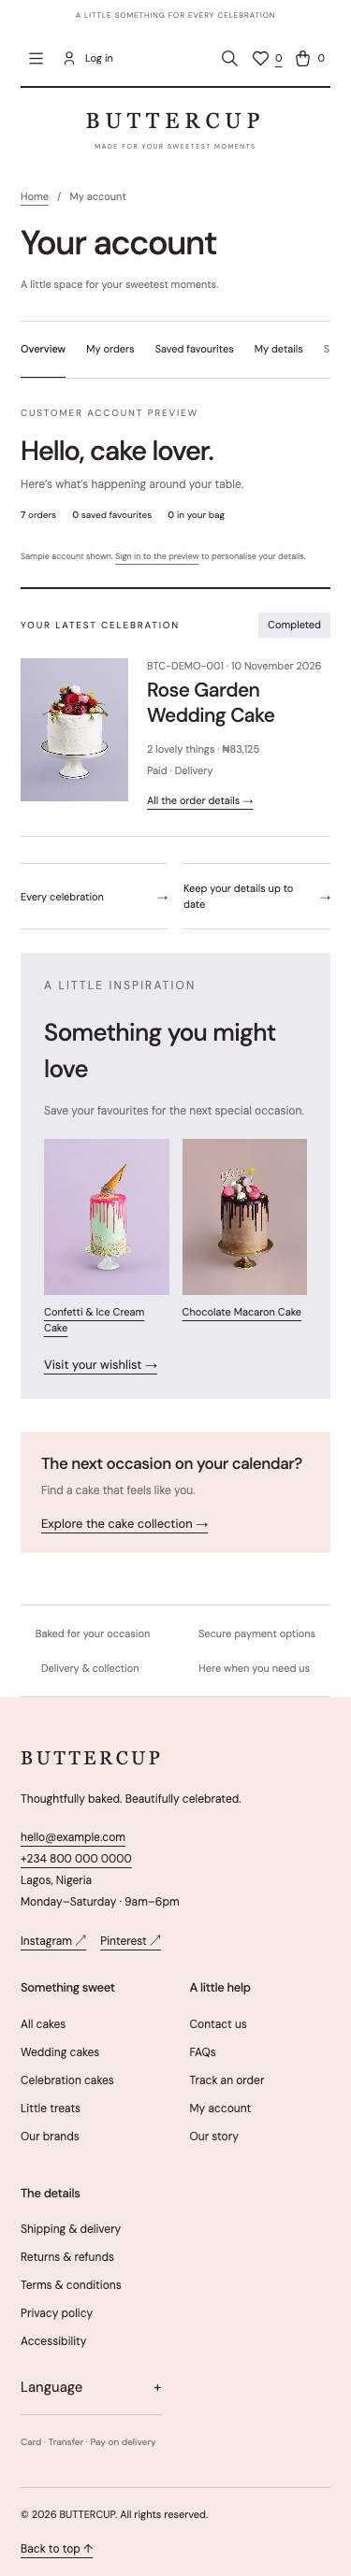 A LITTLE SOMETHING FOR EVERY CELEBRATION
Log in
0
0
BUTTERCUP
MADE FOR YOUR SWEETEST MOMENTS
Home / My account
Your account
A little space for your sweetest moments.
Overview My orders Saved favourites My details S
CUSTOMER ACCOUNT PREVIEW
Hello, cake lover.
Here's what's happening around your table.
7 orders 0 saved favourites 0 in your bag
Sample account shown. Sign in to the preview to personalise your details.
YOUR LATEST CELEBRATION
Completed
BTC-DEMO-001 · 10 November 2026
Rose Garden
Wedding Cake
2 lovely things · ₦83,125
Paid · Delivery
All the order details →
Every celebration →
Keep your details up to
date →
A LITTLE INSPIRATION
Something you might
love
Save your favourites for the next special occasion.
Confetti & Ice Cream
Cake
Chocolate Macaron Cake
Visit your wishlist →
The next occasion on your calendar?
Find a cake that feels like you.
Explore the cake collection →
Baked for your occasion
Secure payment options
Delivery & collection
Here when you need us
BUTTERCUP
Thoughtfully baked. Beautifully celebrated.
hello@example.com
+234 800 000 0000
Lagos, Nigeria
Monday–Saturday · 9am–6pm
Instagram ↗ Pinterest ↗
Something sweet
All cakes
Wedding cakes
Celebration cakes
Little treats
Our brands
A little help
Contact us
FAQs
Track an order
My account
Our story
The details
Shipping & delivery
Returns & refunds
Terms & conditions
Privacy policy
Accessibility
Language +
Card · Transfer · Pay on delivery
© 2026 BUTTERCUP. All rights reserved.
Back to top ↑